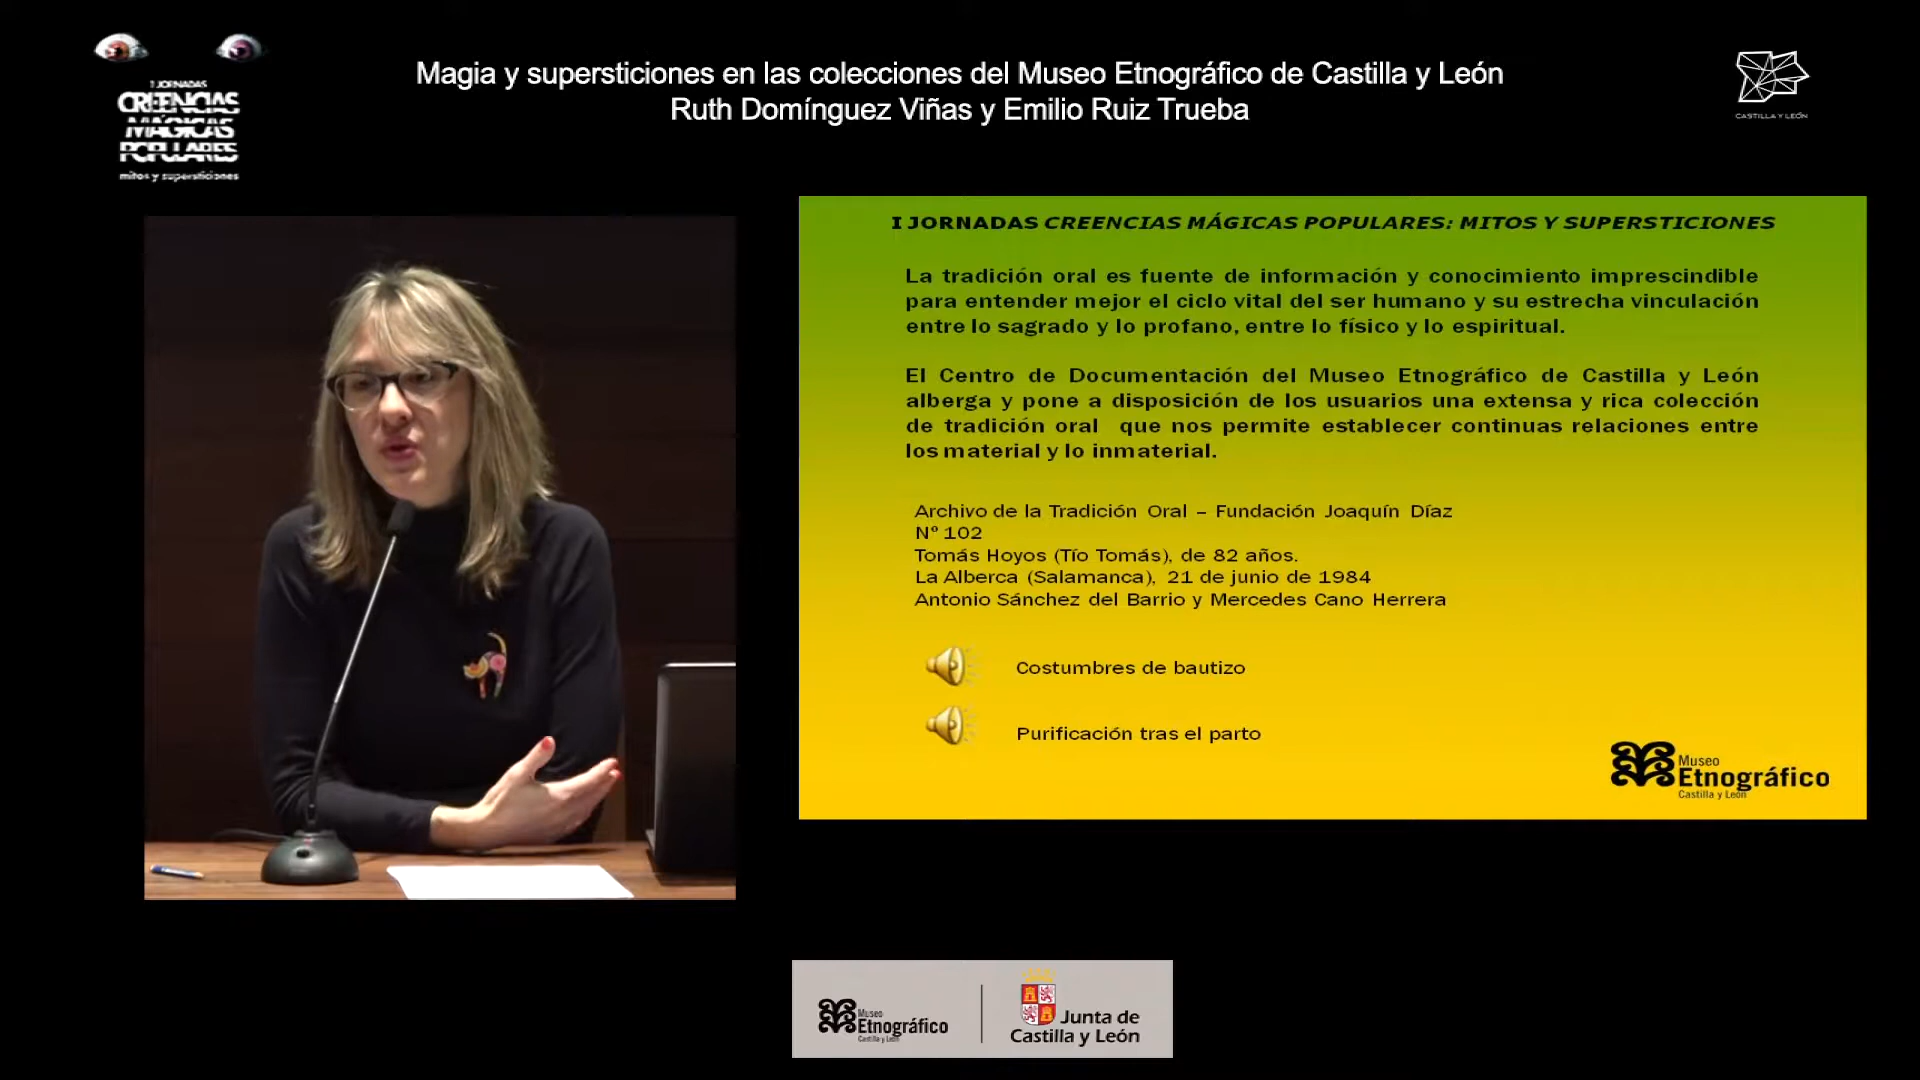 I JORNADAS
CREENCIAS
MÁGICAS
POPULARES
mitos y supersticiones
Magia y supersticiones en las colecciones del Museo Etnográfico de Castilla y León
Ruth Domínguez Viñas y Emilio Ruiz Trueba
CASTILLA Y LEÓN
I JORNADAS CREENCIAS MÁGICAS POPULARES: MITOS Y SUPERSTICIONES
La tradición oral es fuente de información y conocimiento imprescindible
para entender mejor el ciclo vital del ser humano y su estrecha vinculación
entre lo sagrado y lo profano, entre lo físico y lo espiritual.
El Centro de Documentación del Museo Etnográfico de Castilla y León
alberga y pone a disposición de los usuarios una extensa y rica colección
de tradición oral que nos permite establecer continuas relaciones entre
los material y lo inmaterial.
Archivo de la Tradición Oral – Fundación Joaquín Díaz
Nº 102
Tomás Hoyos (Tío Tomás), de 82 años.
La Alberca (Salamanca), 21 de junio de 1984
Antonio Sánchez del Barrio y Mercedes Cano Herrera
Costumbres de bautizo
Purificación tras el parto
Museo
Etnográfico
Castilla y León
Museo
Etnográfico
Castilla y León
Junta de
Castilla y León